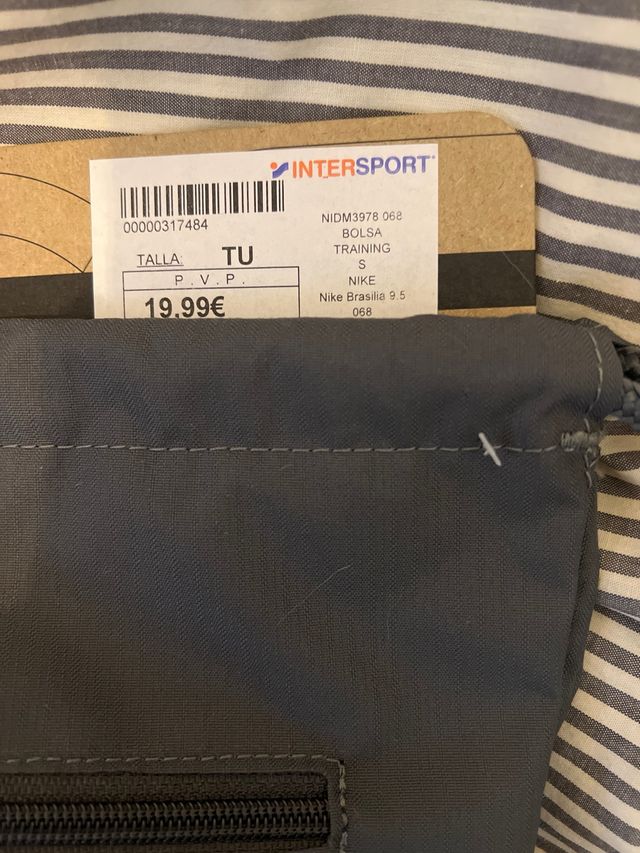 INTERSPORT
00000317484
TALLA: TU
P.V.P.
19,99€
NIDM3978 068
BOLSA
TRAINING
S
NIKE
Nike Brasilia 9.5
068